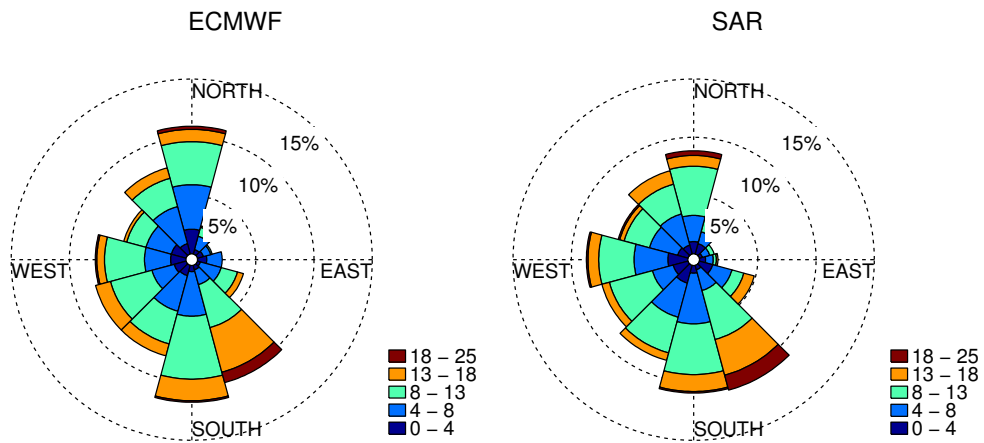 ECMWF
NORTH
15%
10%
5%
WEST
EAST
SOUTH
18 − 25
13 − 18
8 − 13
4 − 8
0 − 4
SAR
NORTH
15%
10%
5%
WEST
EAST
SOUTH
18 − 25
13 − 18
8 − 13
4 − 8
0 − 4